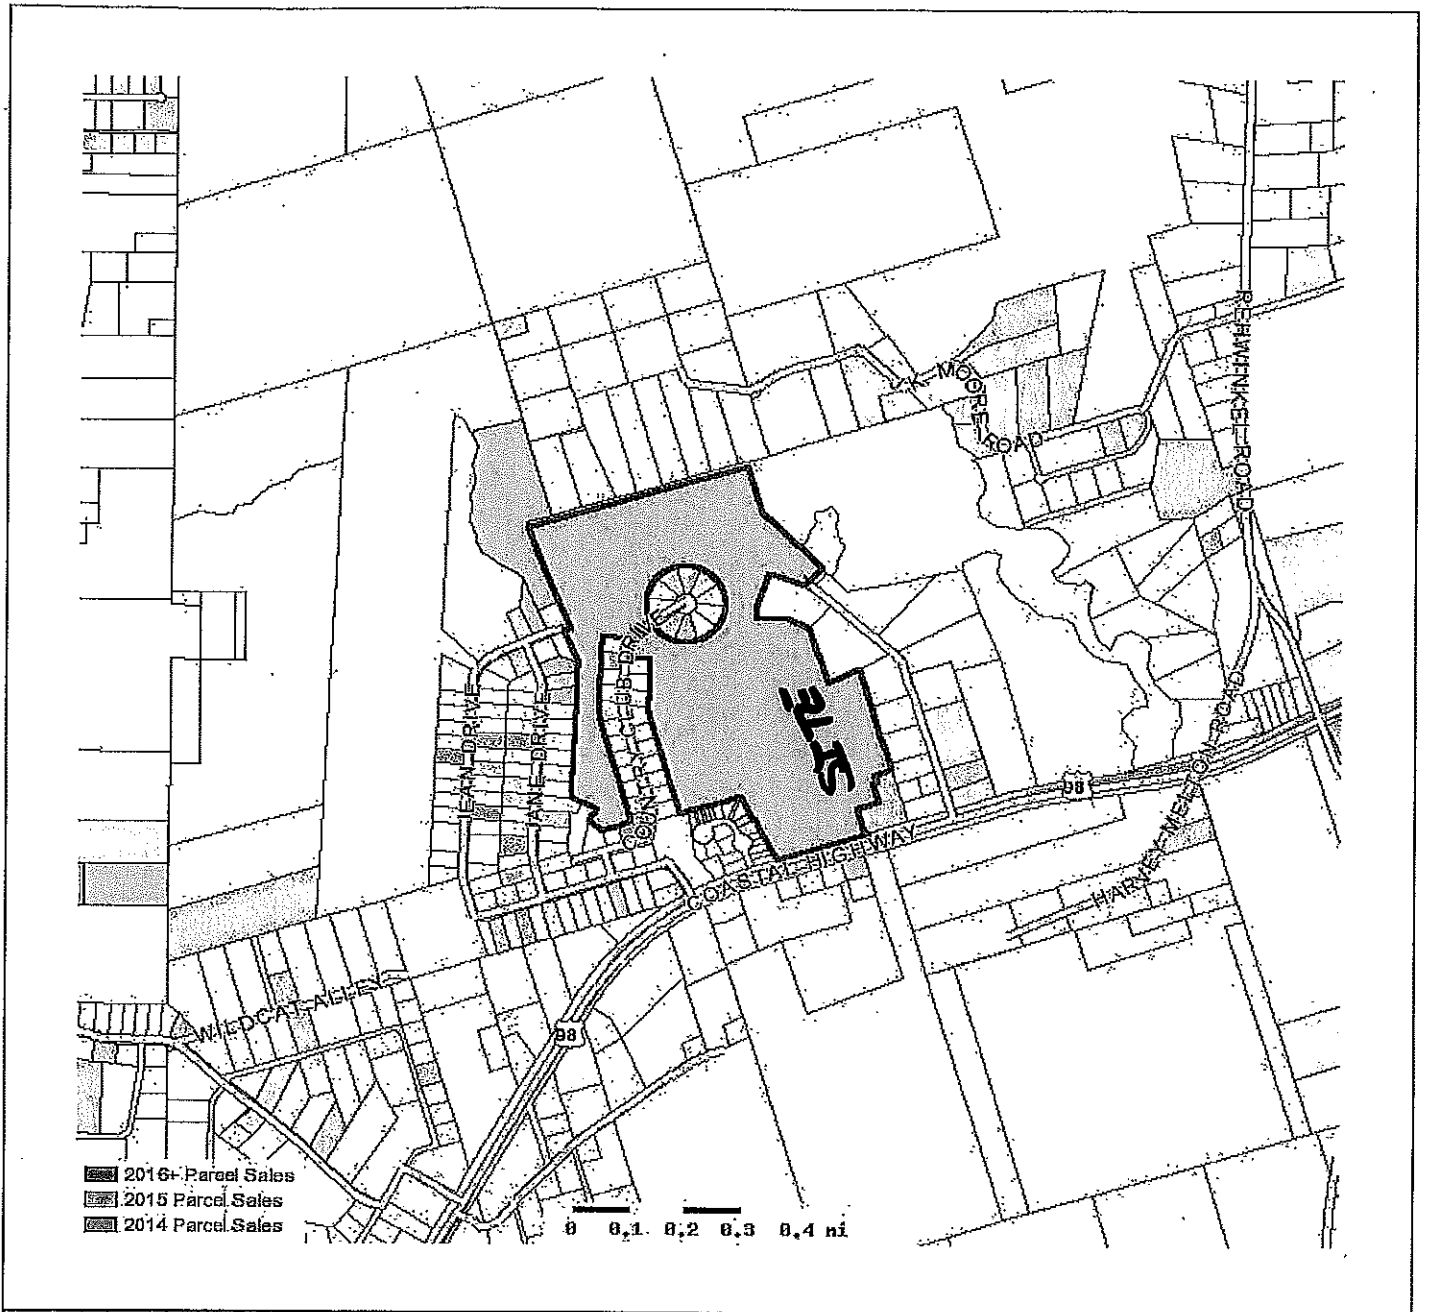 REHWINKEL ROAD
MOORE ROAD
COUNTRY CLUB DRIVE
SITE
JEAN DRIVE
JANE DRIVE
98
COASTAL HIGHWAY
HARVEY MELTON ROAD
WILDCAT ALLEY
98
2016+ Parcel Sales
2015 Parcel Sales
2014 Parcel Sales
0 0.1 0.2 0.3 0.4 mi